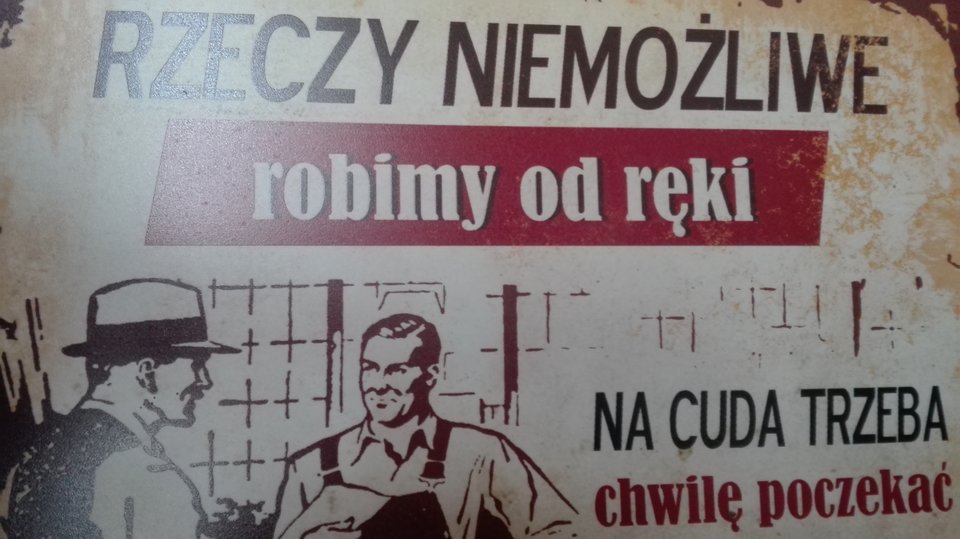 RZECZY NIEMOŻLIWE
robimy od ręki
NA CUDA TRZEBA
chwilę poczekać